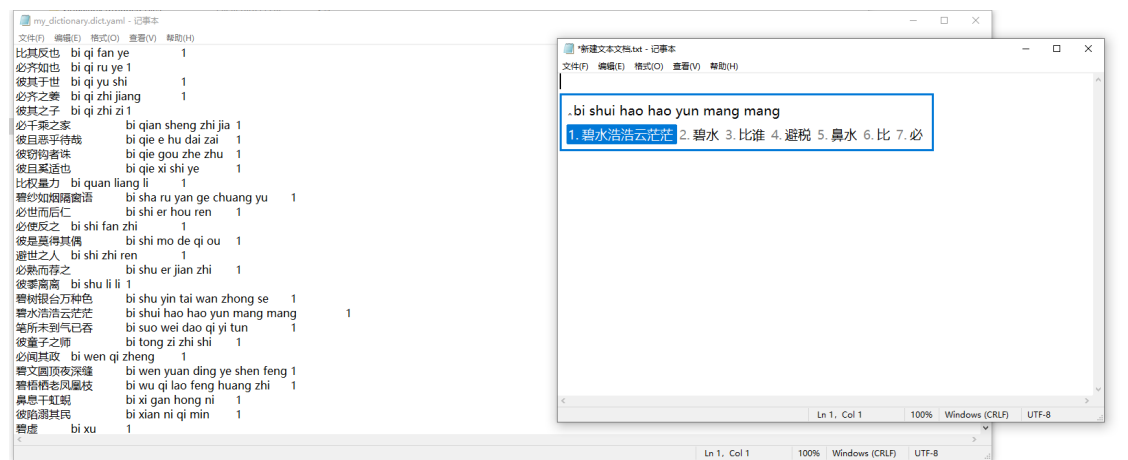 my_dictionary.dict.yaml - 记事本
文件(F) 编辑(E) 格式(O) 查看(V) 帮助(H)
比其反也 bi qi fan ye 1
必齐如也 bi qi ru ye 1
彼其于世 bi qi yu shi 1
必齐之姜 bi qi zhi jiang 1
彼其之子 bi qi zhi zi 1
必千乘之家 bi qian sheng zhi jia 1
彼且恶乎待哉 bi qie e hu dai zai 1
彼窃钩者诛 bi qie gou zhe zhu 1
彼且奚适也 bi qie xi shi ye 1
比权量力 bi quan liang li 1
碧纱如烟隔窗语 bi sha ru yan ge chuang yu 1
必世而后仁 bi shi er hou ren 1
必使反之 bi shi fan zhi 1
彼是莫得其偶 bi shi mo de qi ou 1
避世之人 bi shi zhi ren 1
必熟而荐之 bi shu er jian zhi 1
彼黍离离 bi shu li li 1
碧树银台万种色 bi shu yin tai wan zhong se 1
碧水浩浩云茫茫 bi shui hao hao yun mang mang 1
笔所未到气已吞 bi suo wei dao qi yi tun 1
彼童子之师 bi tong zi zhi shi 1
必闻其政 bi wen qi zheng 1
碧文圆顶夜深缝 bi wen yuan ding ye shen feng 1
碧梧栖老凤凰枝 bi wu qi lao feng huang zhi 1
鼻息干虹蜺 bi xi gan hong ni 1
彼陷溺其民 bi xian ni qi min 1
碧虚 bi xu 1
Ln 1, Col 1 100% Windows (CRLF) UTF-8
*新建文本文档.txt - 记事本
文件(F) 编辑(E) 格式(O) 查看(V) 帮助(H)
bi shui hao hao yun mang mang
1. 碧水浩浩云茫茫 2. 碧水 3. 比谁 4. 避税 5. 鼻水 6. 比 7. 必
Ln 1, Col 1 100% Windows (CRLF) UTF-8